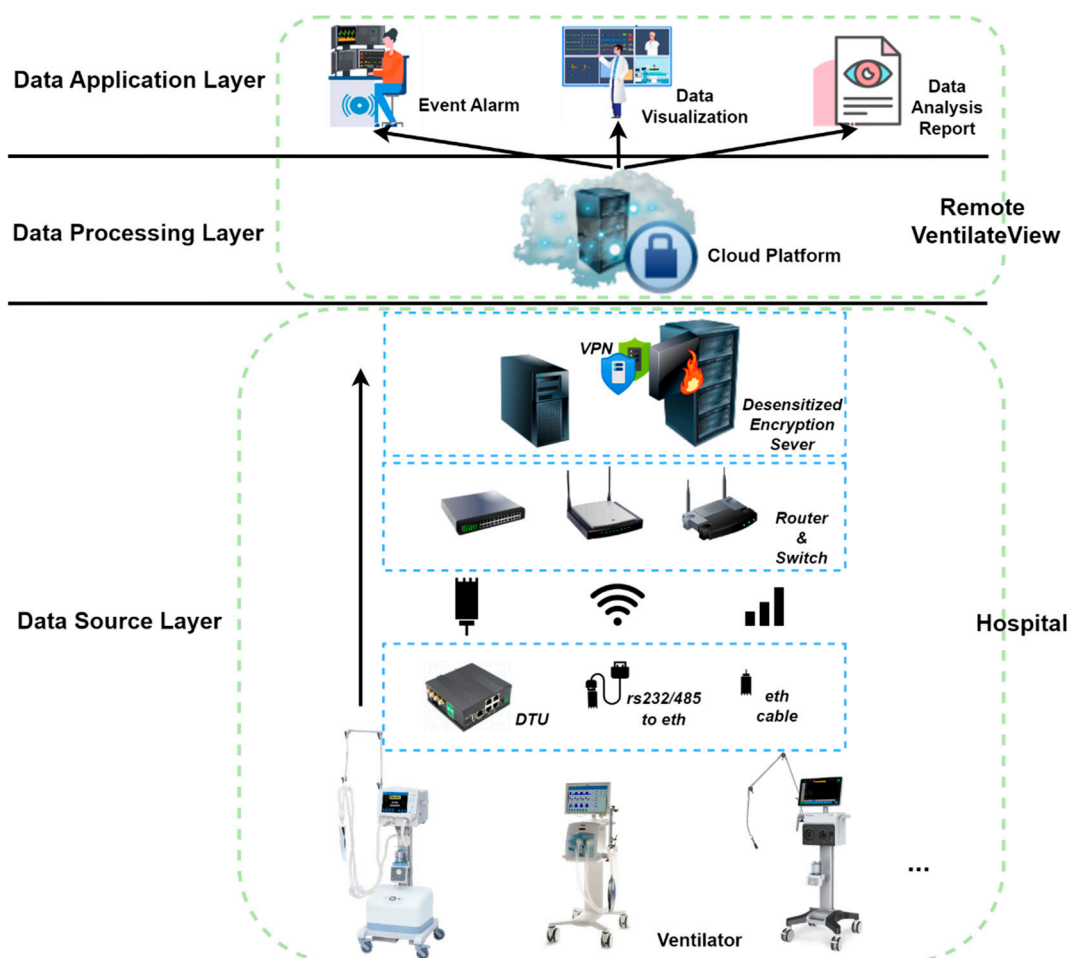 Data Application Layer
Event Alarm
Data
Visualization
Data
Analysis
Report
Data Processing Layer
Cloud Platform
Remote
VentilateView
VPN
Desensitized
Encryption
Sever
Router
&
Switch
Data Source Layer
Hospital
DTU
rs232/485
to eth
eth
cable
Ventilator
...